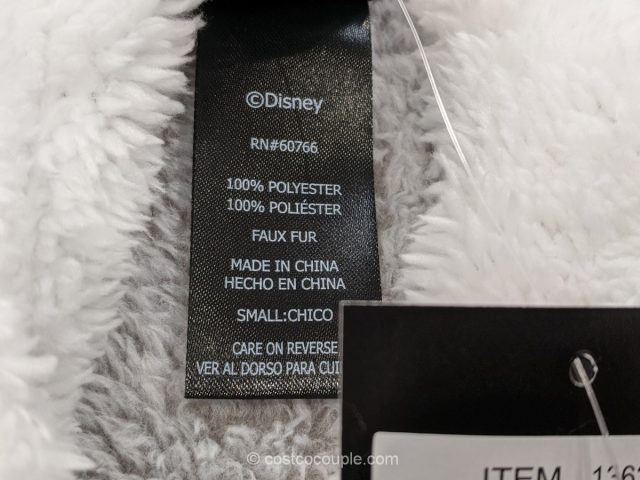 ©Disney
RN#60766
100% POLYESTER
100% POLIÉSTER
FAUX FUR
MADE IN CHINA
HECHO EN CHINA
SMALL:CHICO
CARE ON REVERSE
VER AL DORSO PARA
ITEM
© costcocouple.com